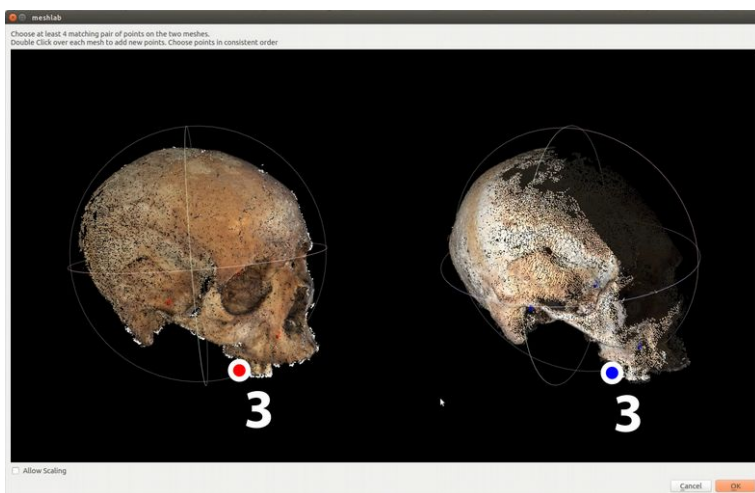 meshlab
Choose at least 4 matching pair of points on the two meshes.
Double Click over each mesh to add new points. Choose points in consistent order
3
3
Allow Scaling
Cancel
OK